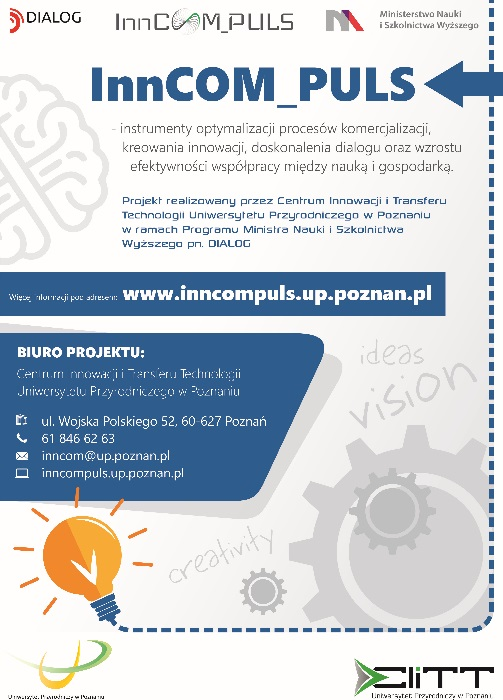 DIALOG
InnCOM_PULS
Ministerstwo Nauki
i Szkolnictwa Wyższego
InnCOM_PULS
- instrumenty optymalizacji procesów komercjalizacji,
kreowania innowacji, doskonalenia dialogu oraz wzrostu
efektywności współpracy między nauką i gospodarką.
Projekt realizowany przez Centrum Innowacji i Transferu
Technologii Uniwersytetu Przyrodniczego w Poznaniu
w ramach Programu Ministra Nauki i Szkolnictwa
Wyższego pn. DIALOG
Więcej informacji pod adresem: www.inncompuls.up.poznan.pl
BIURO PROJEKTU:
Centrum Innowacji i Transferu Technologii
Uniwersytetu Przyrodniczego w Poznaniu
ul. Wojska Polskiego 52, 60-627 Poznań
61 846 62 63
inncom@up.poznan.pl
inncompuls.up.poznan.pl
ideas
vision
creativity
Uniwersytet Przyrodniczy w Poznaniu
CIiTT
Uniwersytet Przyrodniczy w Poznaniu